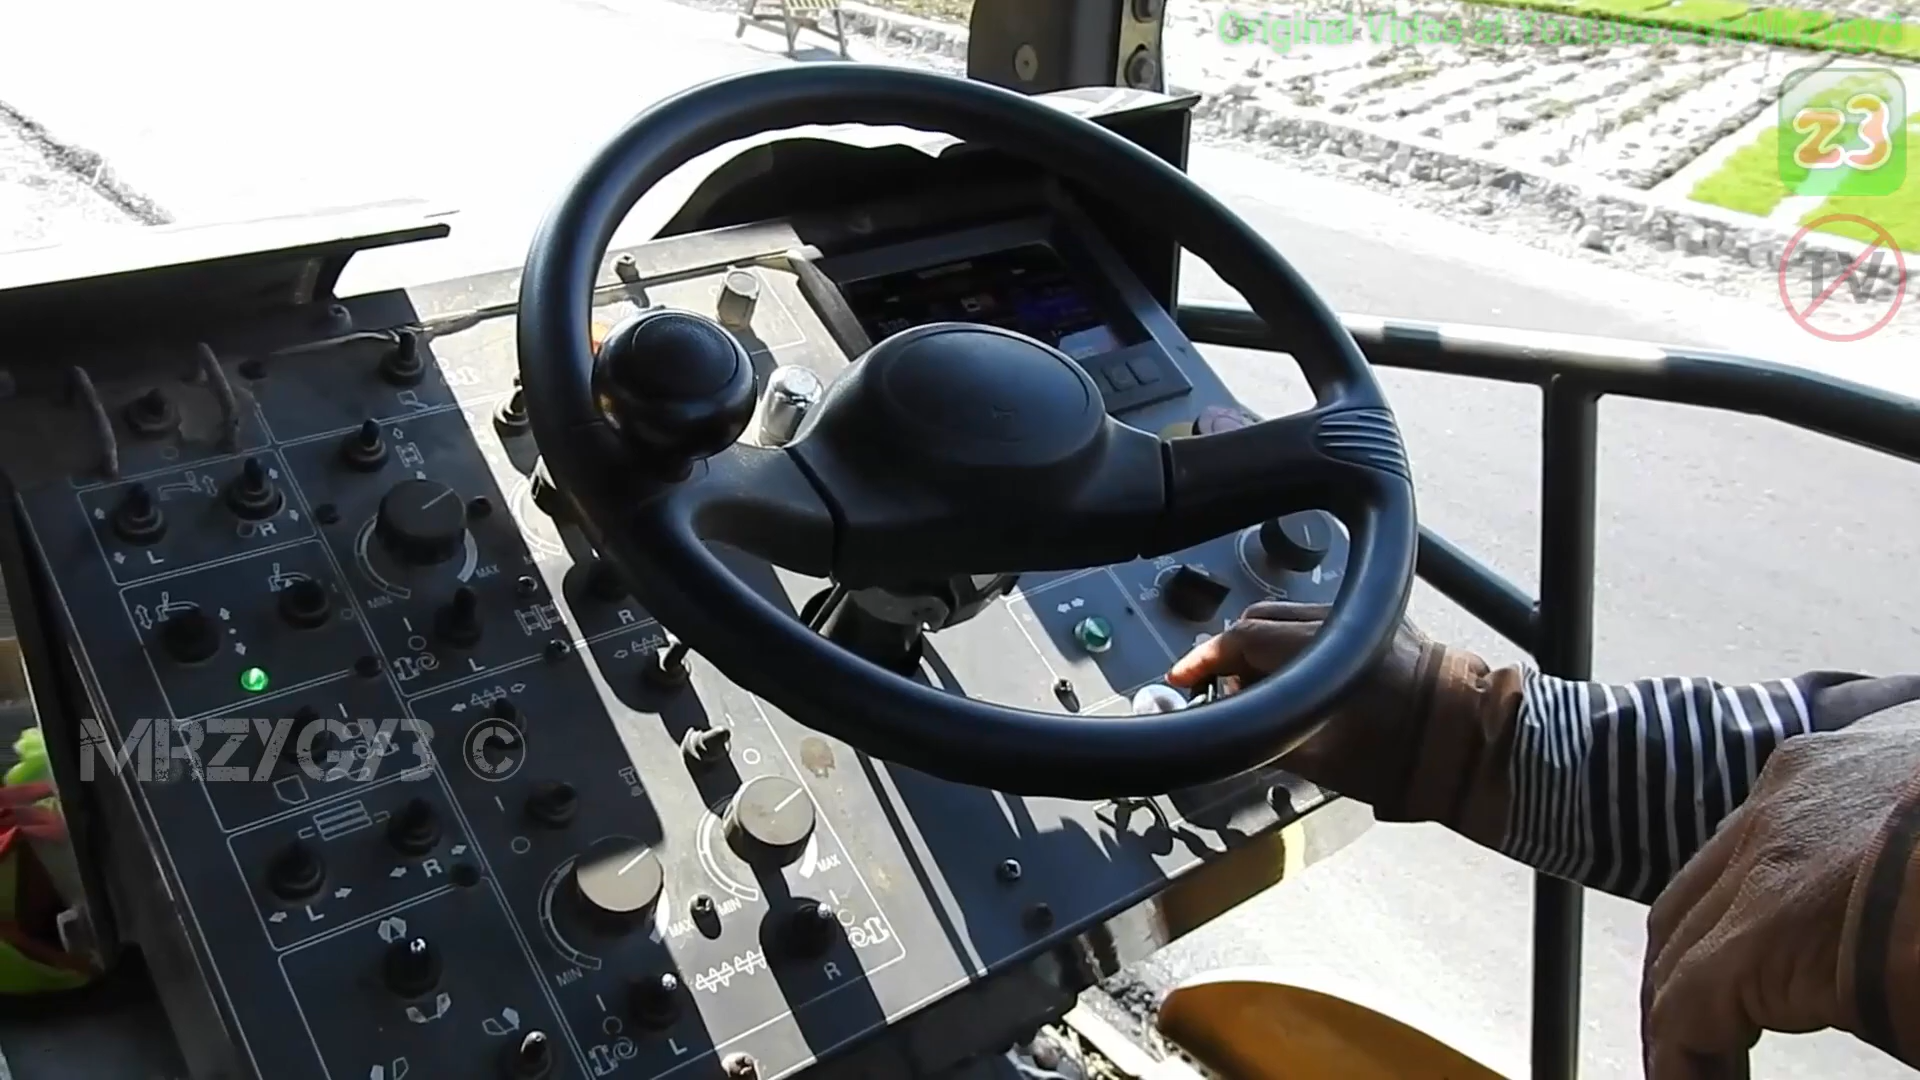 Original Video at Youtube.com/MrZygy3
z3
TV
L
R
MAX
MIN
L
R
MRZYGY3 ©
L
R
MAX
MIN
MAX
MIN
R
L